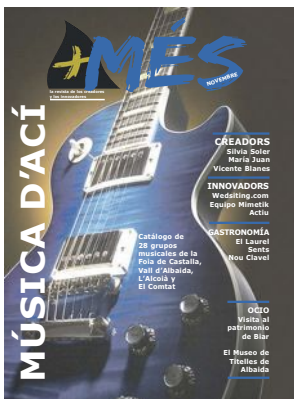 +MÉS
NOVEMBRE
la revista de los creadores
y los innovadores
MÚSICA D'ACÍ
CREADORS
Silvia Soler
Maria Juan
Vicente Blanes
INNOVADORS
Wedsiting.com
Equipo Mimetik
Actiu
GASTRONOMÍA
El Laurel
Sents
Nou Clavel
Catálogo de
28 grupos
musicales de la
Foia de Castalla,
Vall d'Albaida,
L'Alcoià y
El Comtat
OCIO
Visita al
patrimonio
de Biar
El Museo de
Titelles de
Albaida